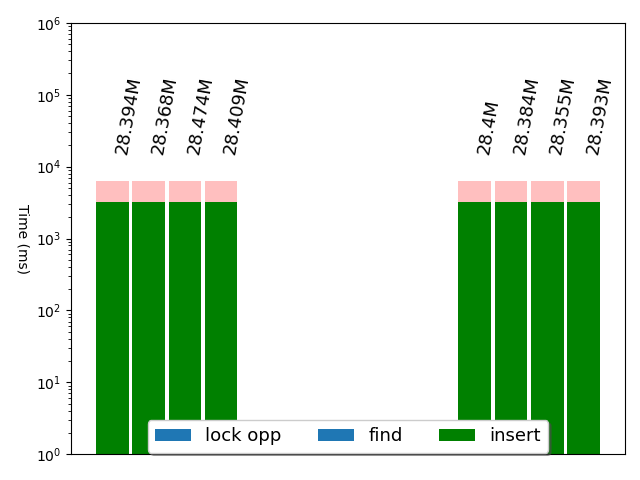 10⁶
10⁵
10⁴
10³
10²
10¹
10⁰
Time (ms)
28.394M
28.368M
28.474M
28.409M
28.4M
28.384M
28.355M
28.393M
lock opp
find
insert